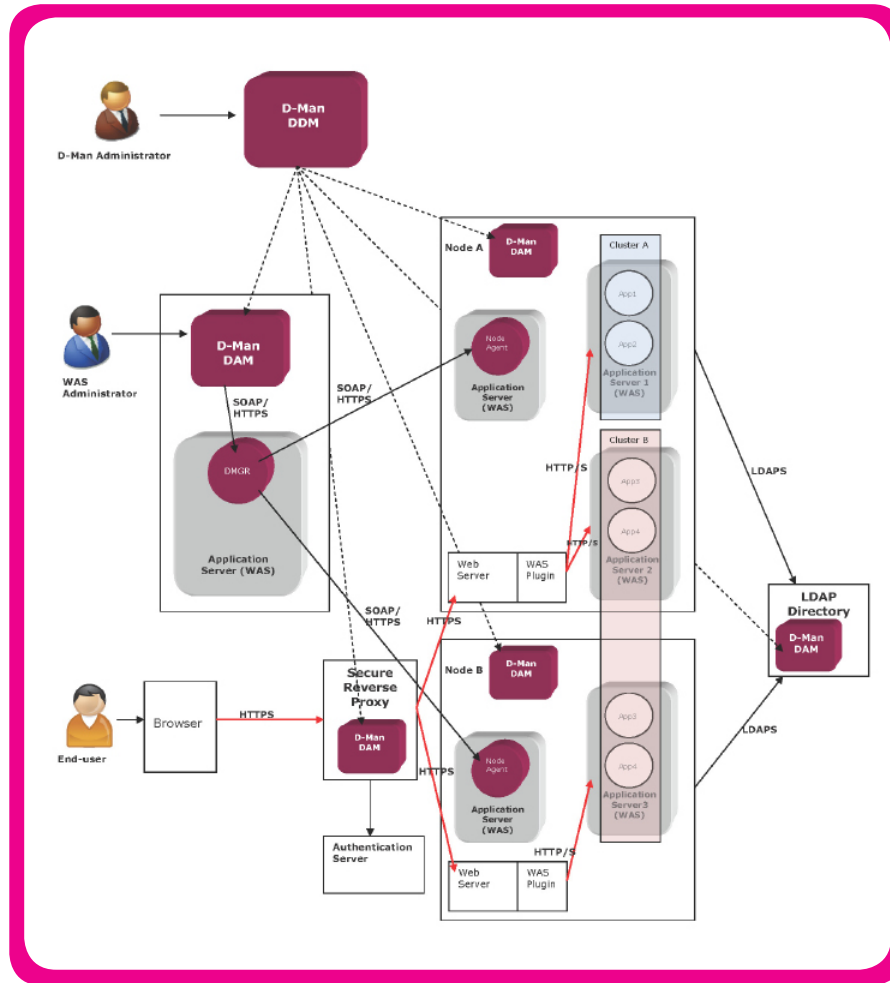 D-Man
DDM
D-Man Administrator
Node A
D-Man
DAM
Cluster A
App1
App2
Application
Server 1
(WAS)
Node
Agent
Application
Server
(WAS)
WAS
Administrator
D-Man
DAM
SOAP/
HTTPS
SOAP/
HTTPS
DMGR
Application
Server (WAS)
Cluster B
App3
App4
Application
Server 2
(WAS)
HTTP/S
HTTP/S
LDAPS
Web
Server
WAS
Plugin
LDAP
Directory
D-Man
DAM
SOAP/
HTTPS
HTTPS
Node B
D-Man
DAM
Secure
Reverse
Proxy
D-Man
DAM
End-user
Browser
HTTPS
HTTPS
Node
Agent
Application
Server
(WAS)
App3
App4
Application
Server3
(WAS)
LDAPS
Authentication
Server
HTTP/S
Web
Server
WAS
Plugin